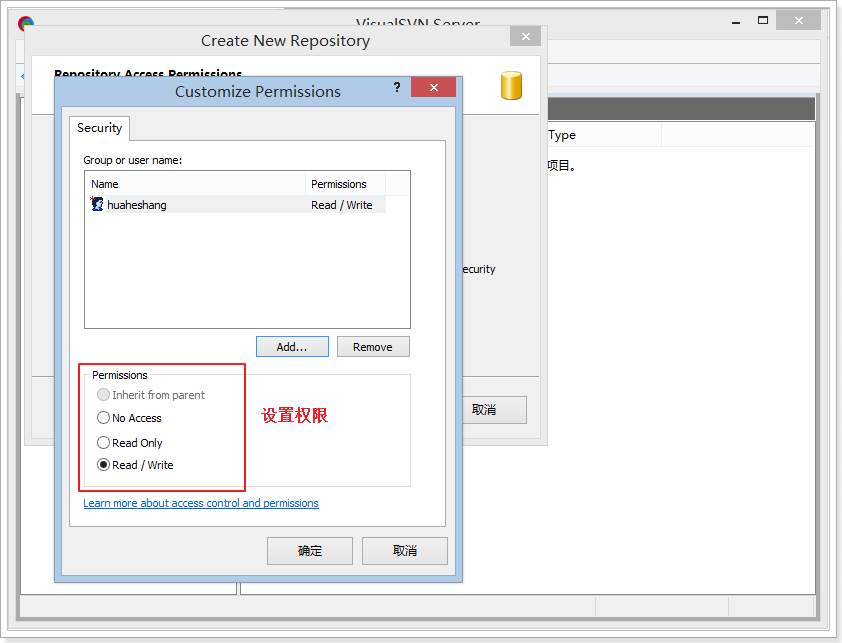 VisualSVN Server
Create New Repository
Repository Access Permissions
Customize Permissions
?
Security
Type
Group or user name:
项目。
Name Permissions
huaheshang Read / Write
ecurity
Add... Remove
Permissions
Inherit from parent
No Access
设置权限
取消
Read Only
Read / Write
Learn more about access control and permissions
确定 取消